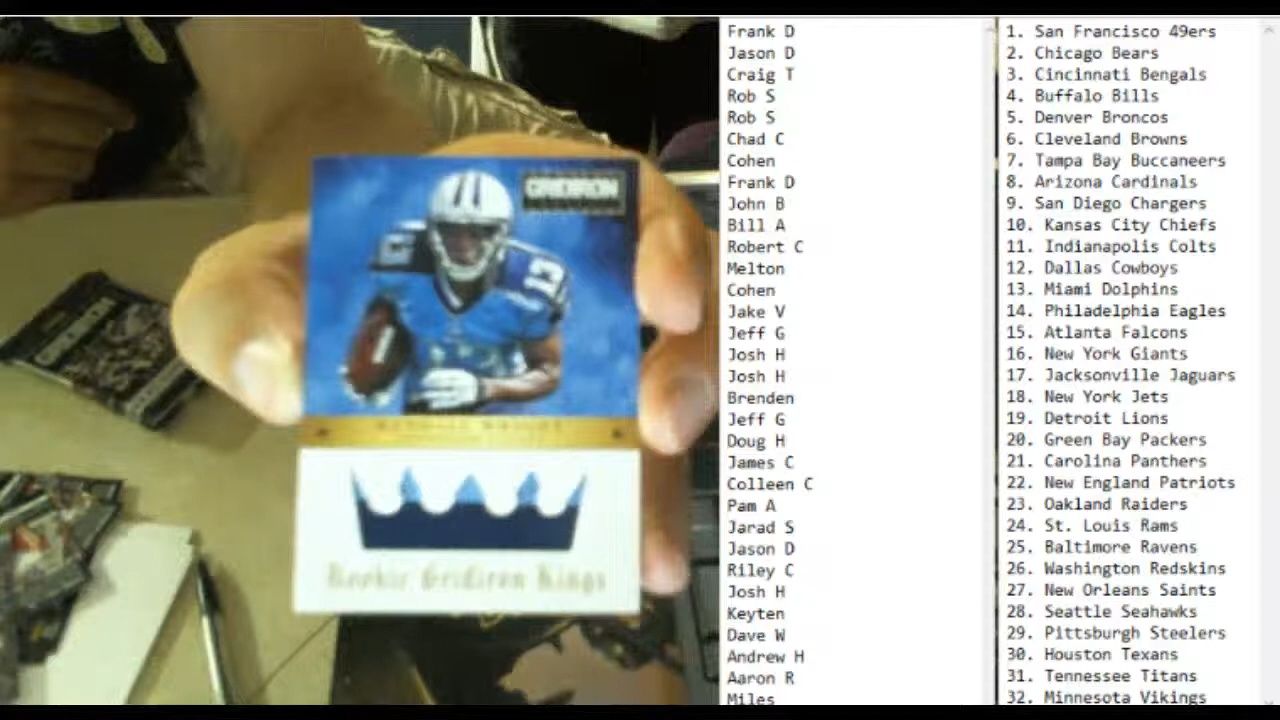 GRIDIRON
13
Rookie Gridiron Kings
Frank D
Jason D
Craig T
Rob S
Rob S
Chad C
Cohen
Frank D
John B
Bill A
Robert C
Melton
Cohen
Jake V
Jeff G
Josh H
Josh H
Brenden
Jeff G
Doug H
James C
Colleen C
Pam A
Jarad S
Jason D
Riley C
Josh H
Keyten
Dave W
Andrew H
Aaron R
Miles
1. San Francisco 49ers
2. Chicago Bears
3. Cincinnati Bengals
4. Buffalo Bills
5. Denver Broncos
6. Cleveland Browns
7. Tampa Bay Buccaneers
8. Arizona Cardinals
9. San Diego Chargers
10. Kansas City Chiefs
11. Indianapolis Colts
12. Dallas Cowboys
13. Miami Dolphins
14. Philadelphia Eagles
15. Atlanta Falcons
16. New York Giants
17. Jacksonville Jaguars
18. New York Jets
19. Detroit Lions
20. Green Bay Packers
21. Carolina Panthers
22. New England Patriots
23. Oakland Raiders
24. St. Louis Rams
25. Baltimore Ravens
26. Washington Redskins
27. New Orleans Saints
28. Seattle Seahawks
29. Pittsburgh Steelers
30. Houston Texans
31. Tennessee Titans
32. Minnesota Vikings